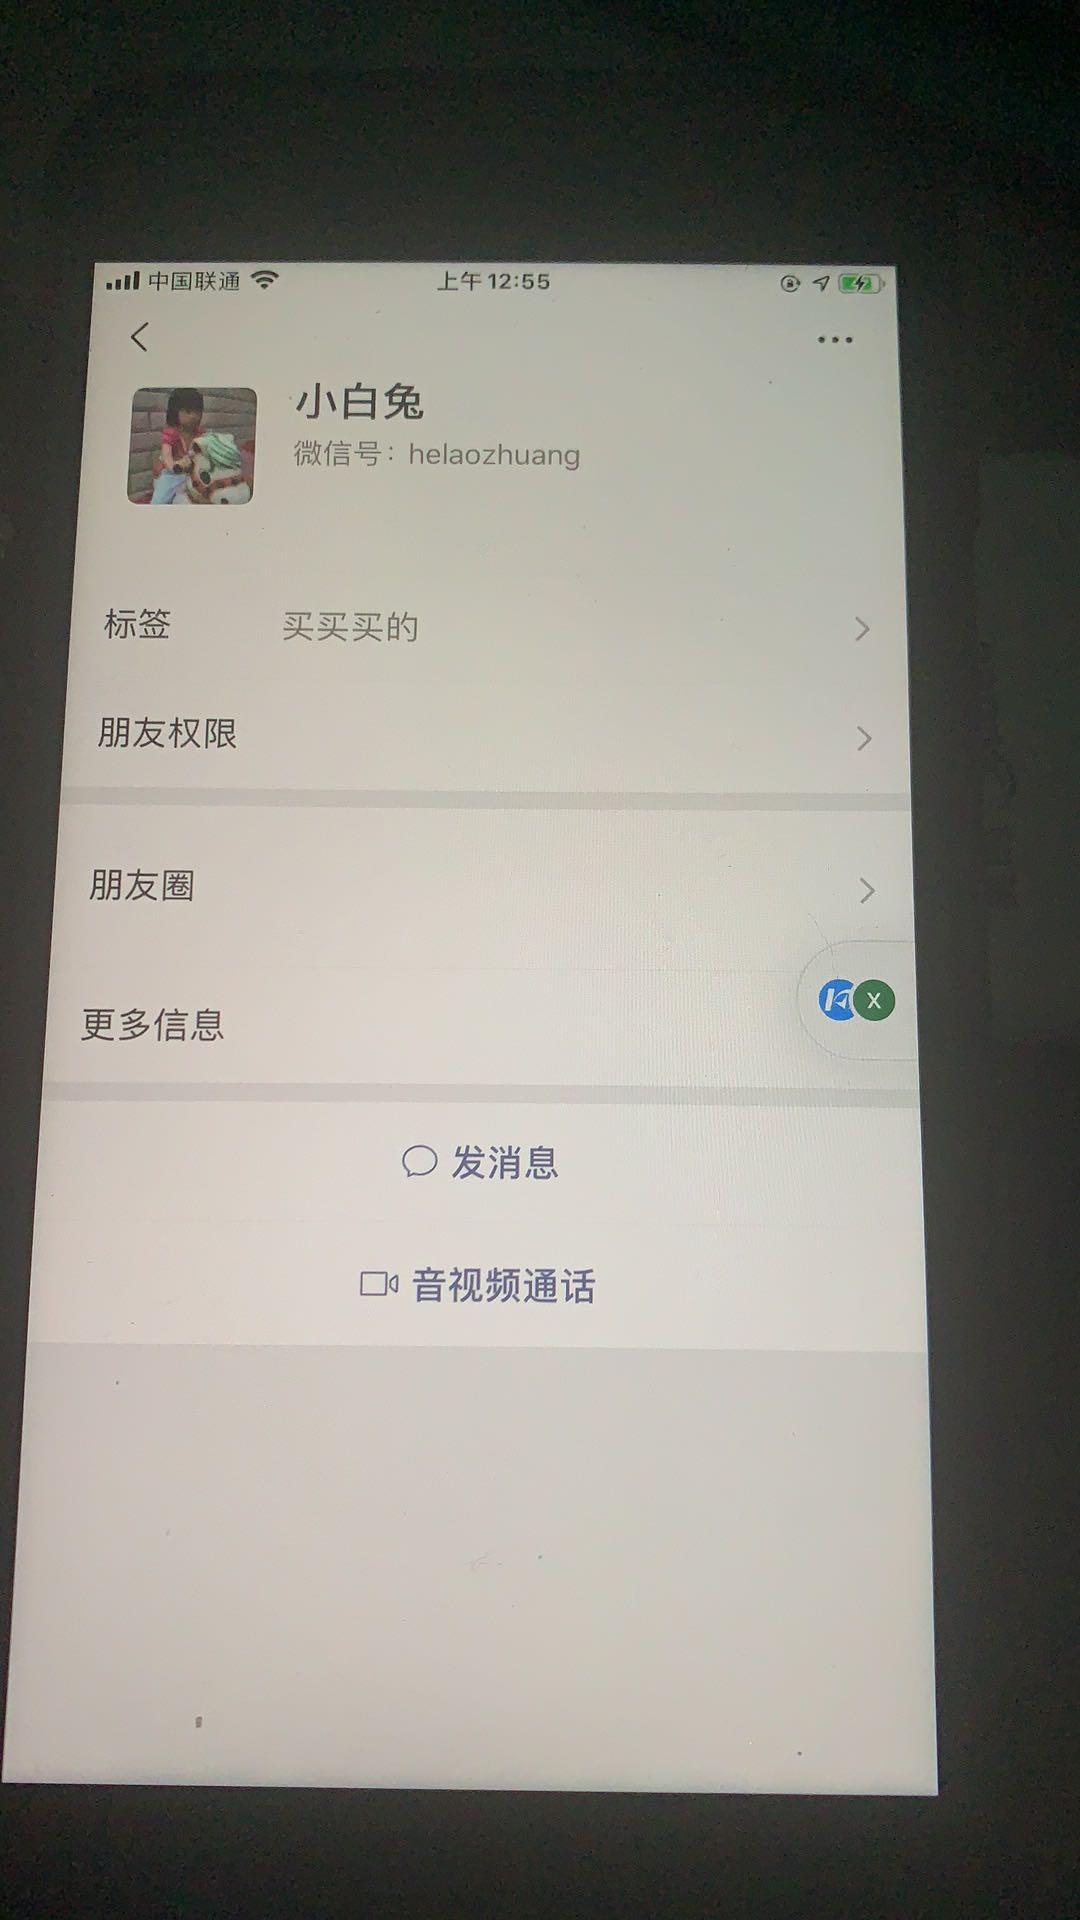 中国联通
上午12:55
小白兔
微信号：helaozhuang
标签 买买买的
朋友权限
朋友圈
更多信息
X
发消息
音视频通话